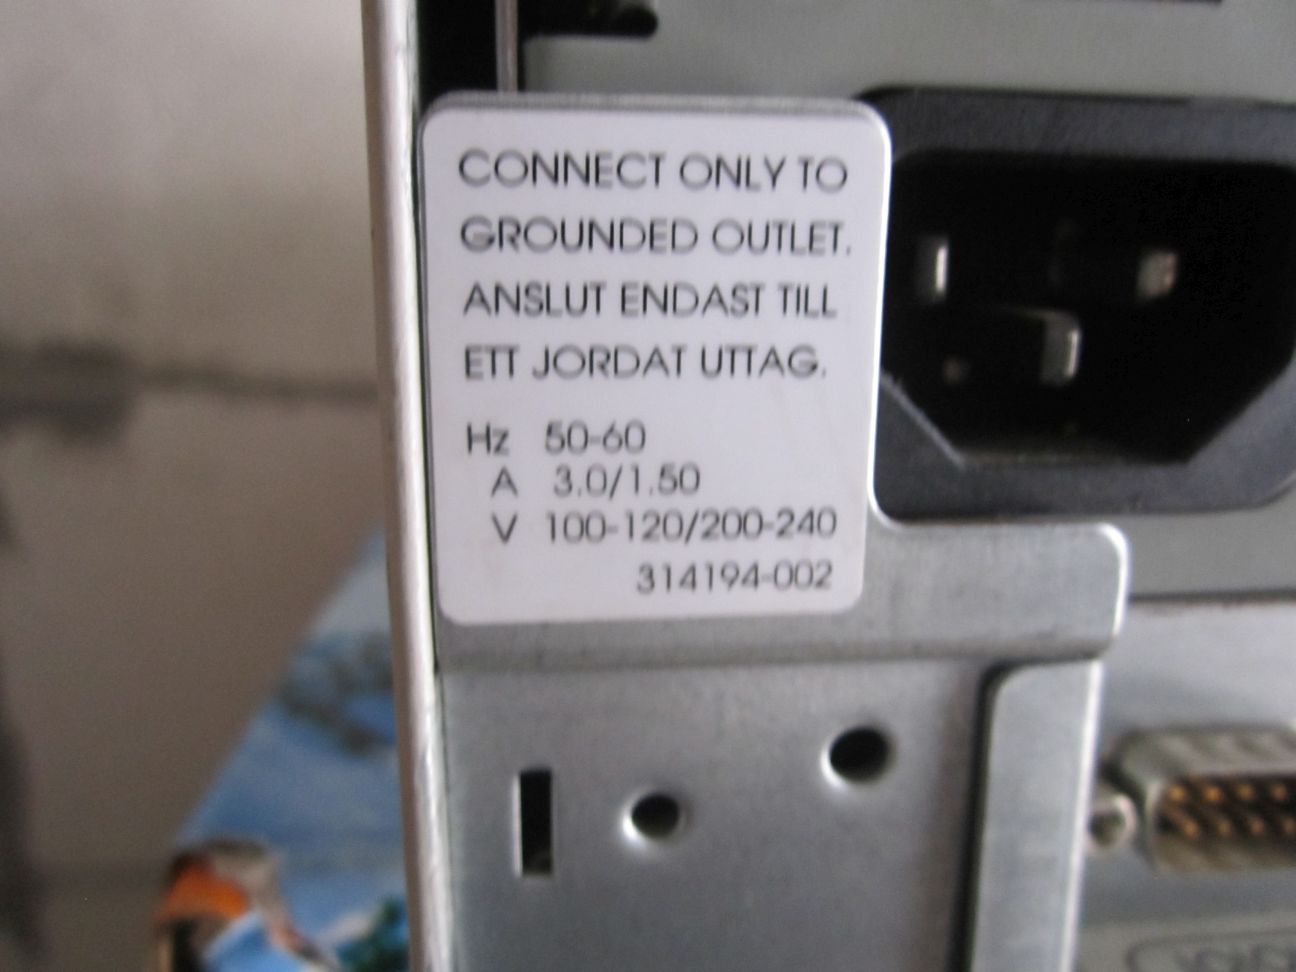 CONNECT ONLY TO
GROUNDED OUTLET.
ANSLUT ENDAST TILL
ETT JORDAT UTTAG.
Hz 50-60
A 3.0/1.50
V 100-120/200-240
314194-002